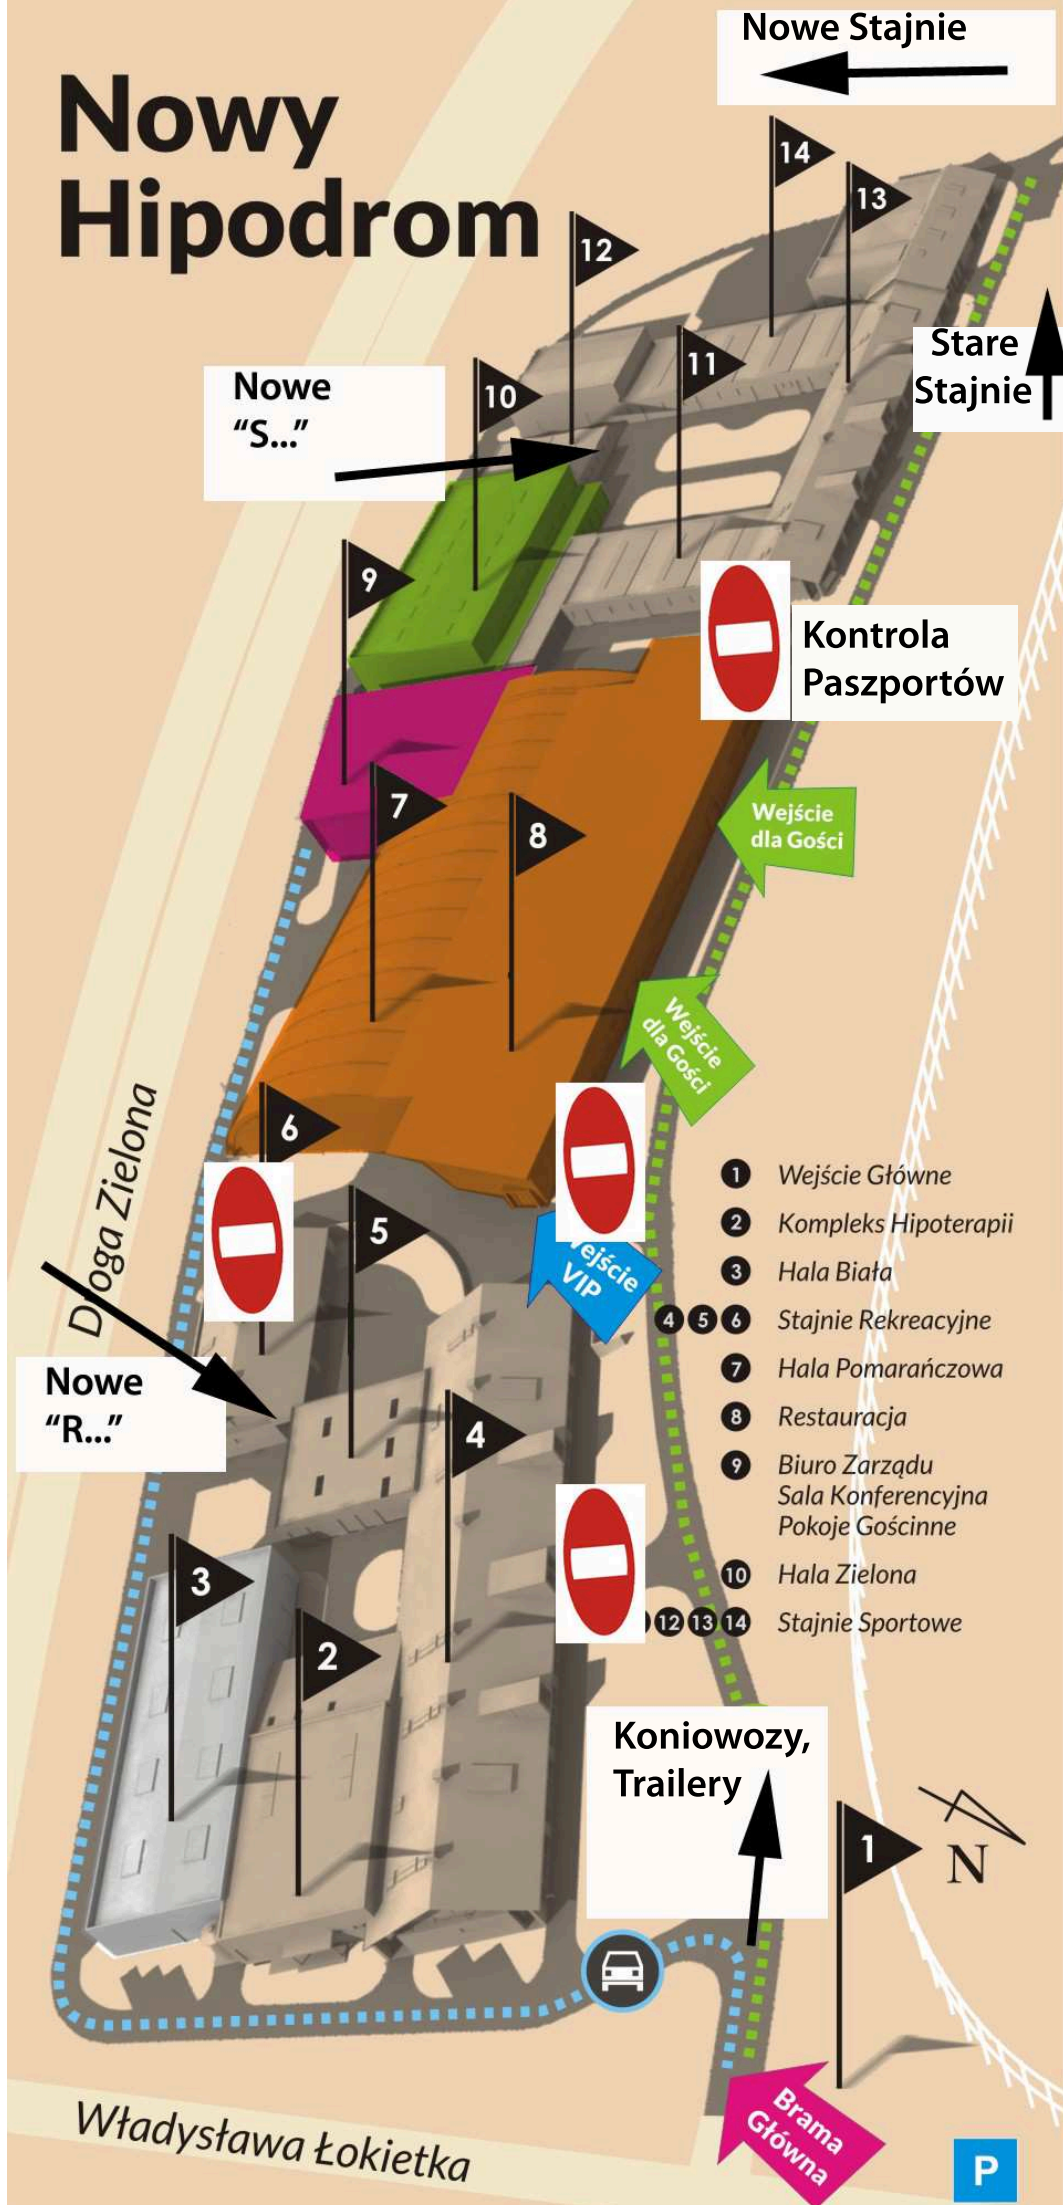 Nowe Stajnie
Nowy
Hipodrom
14
13
12
Stare
Stajnie
11
Nowe
“S...”
10
9
Kontrola
Paszportów
7
8
Wejście
dla Gości
Wejście
dla Gości
6
5
Wejście
VIP
Droga Zielona
1 Wejście Główne
2 Kompleks Hipoterapii
3 Hala Biała
4 5 6 Stajnie Rekreacyjne
7 Hala Pomarańczowa
8 Restauracja
9 Biuro Zarządu
Sala Konferencyjna
Pokoje Gościnne
10 Hala Zielona
12 13 14 Stajnie Sportowe
Nowe
“R...”
4
3
2
Koniowozy,
Trailery
1
N
Władysława Łokietka
Brama
Główna
P